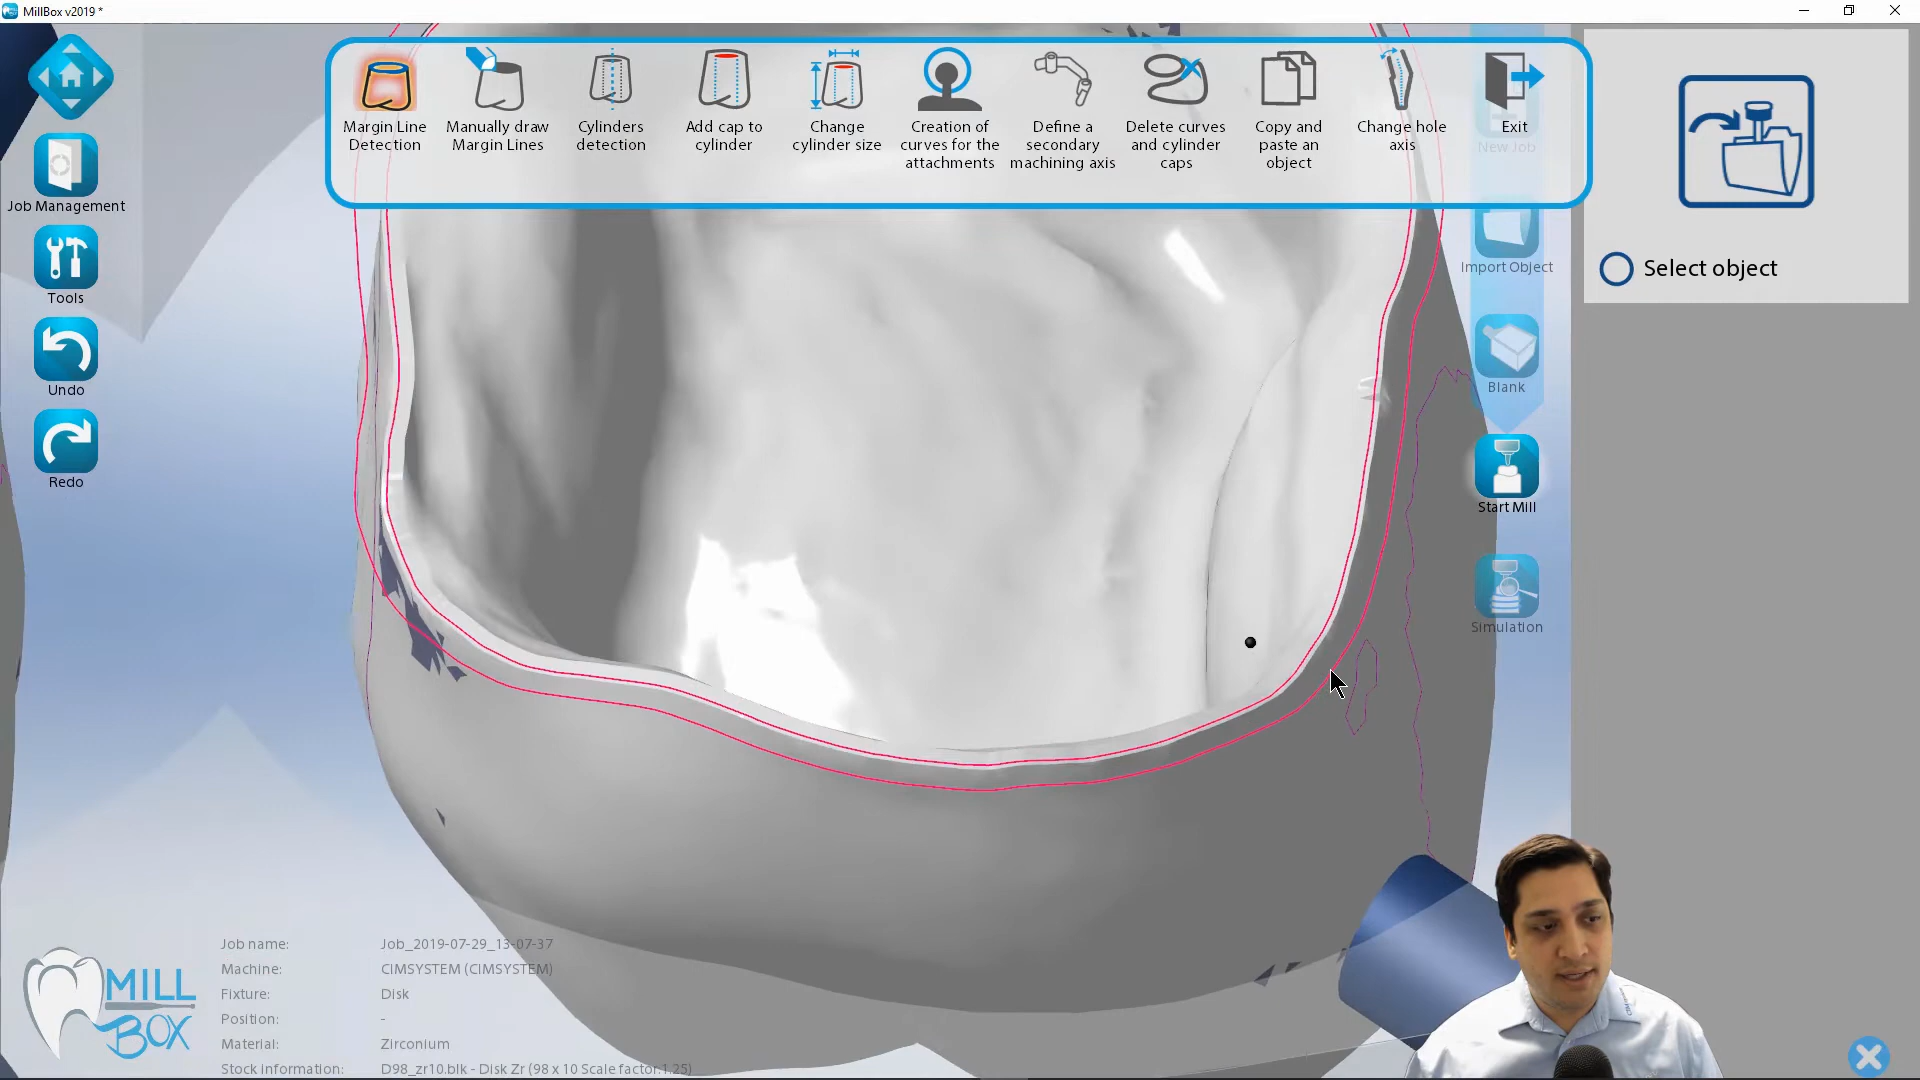 MillBox v2019 *
Margin Line
Detection
Manually draw
Margin Lines
Cylinders
detection
Add cap to
cylinder
Change
cylinder size
Creation of
curves for the
attachments
Define a
secondary
machining axis
Delete curves
and cylinder
caps
Copy and
paste an
object
Change hole
axis
Exit
New Job
Job Management
Tools
Undo
Redo
Import Object
Blank
Start Mill
Simulation
Select object
MILL
BOX
Job name: Job_2019-07-29_13-07-37
Machine: CIMSYSTEM (CIMSYSTEM)
Fixture: Disk
Position: -
Material: Zirconium
Stock information: D98_zr10.blk - Disk Zr (98 x 10 Scale factor:1.25)